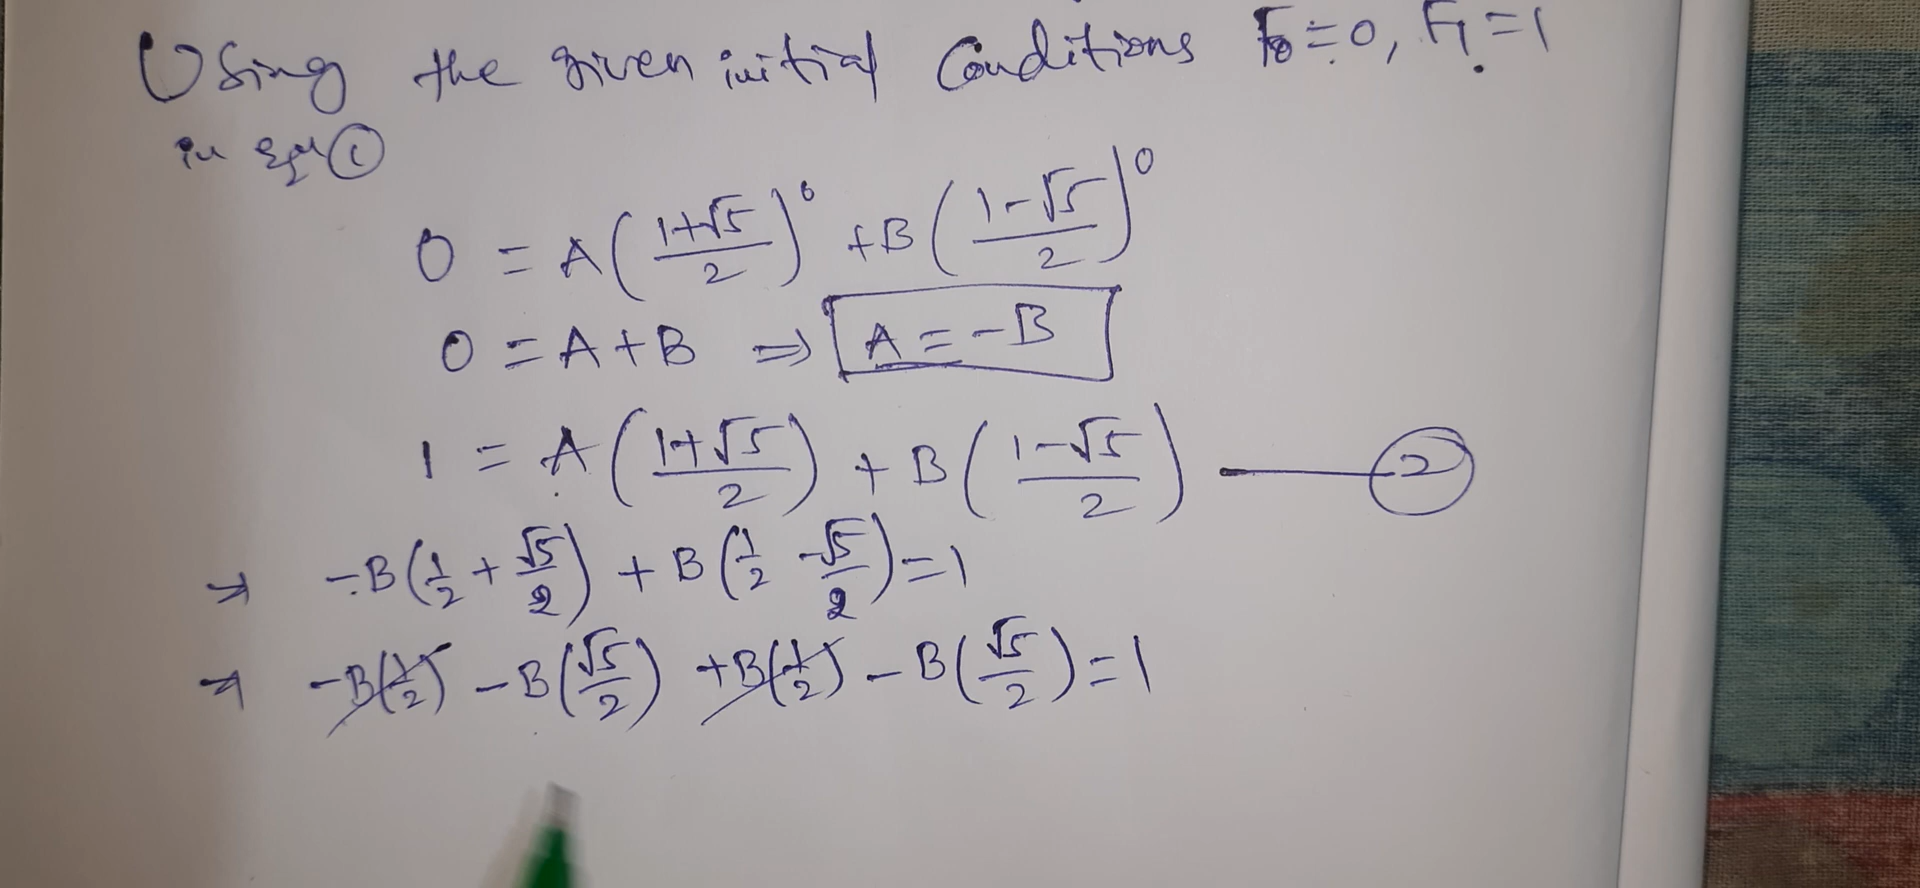 Using the given initial Conditions F₀=0, F₁=1
in Eqn ①
0 = A((1+√5)/2)⁰ + B((1-√5)/2)⁰
0 = A+B ⇒ A = -B
1 = A((1+√5)/2) + B((1-√5)/2) — ②
→ -B(1/2 + √5/2) + B(1/2 - √5/2) = 1
→ -B(1/2) - B(√5/2) + B(1/2) - B(√5/2) = 1